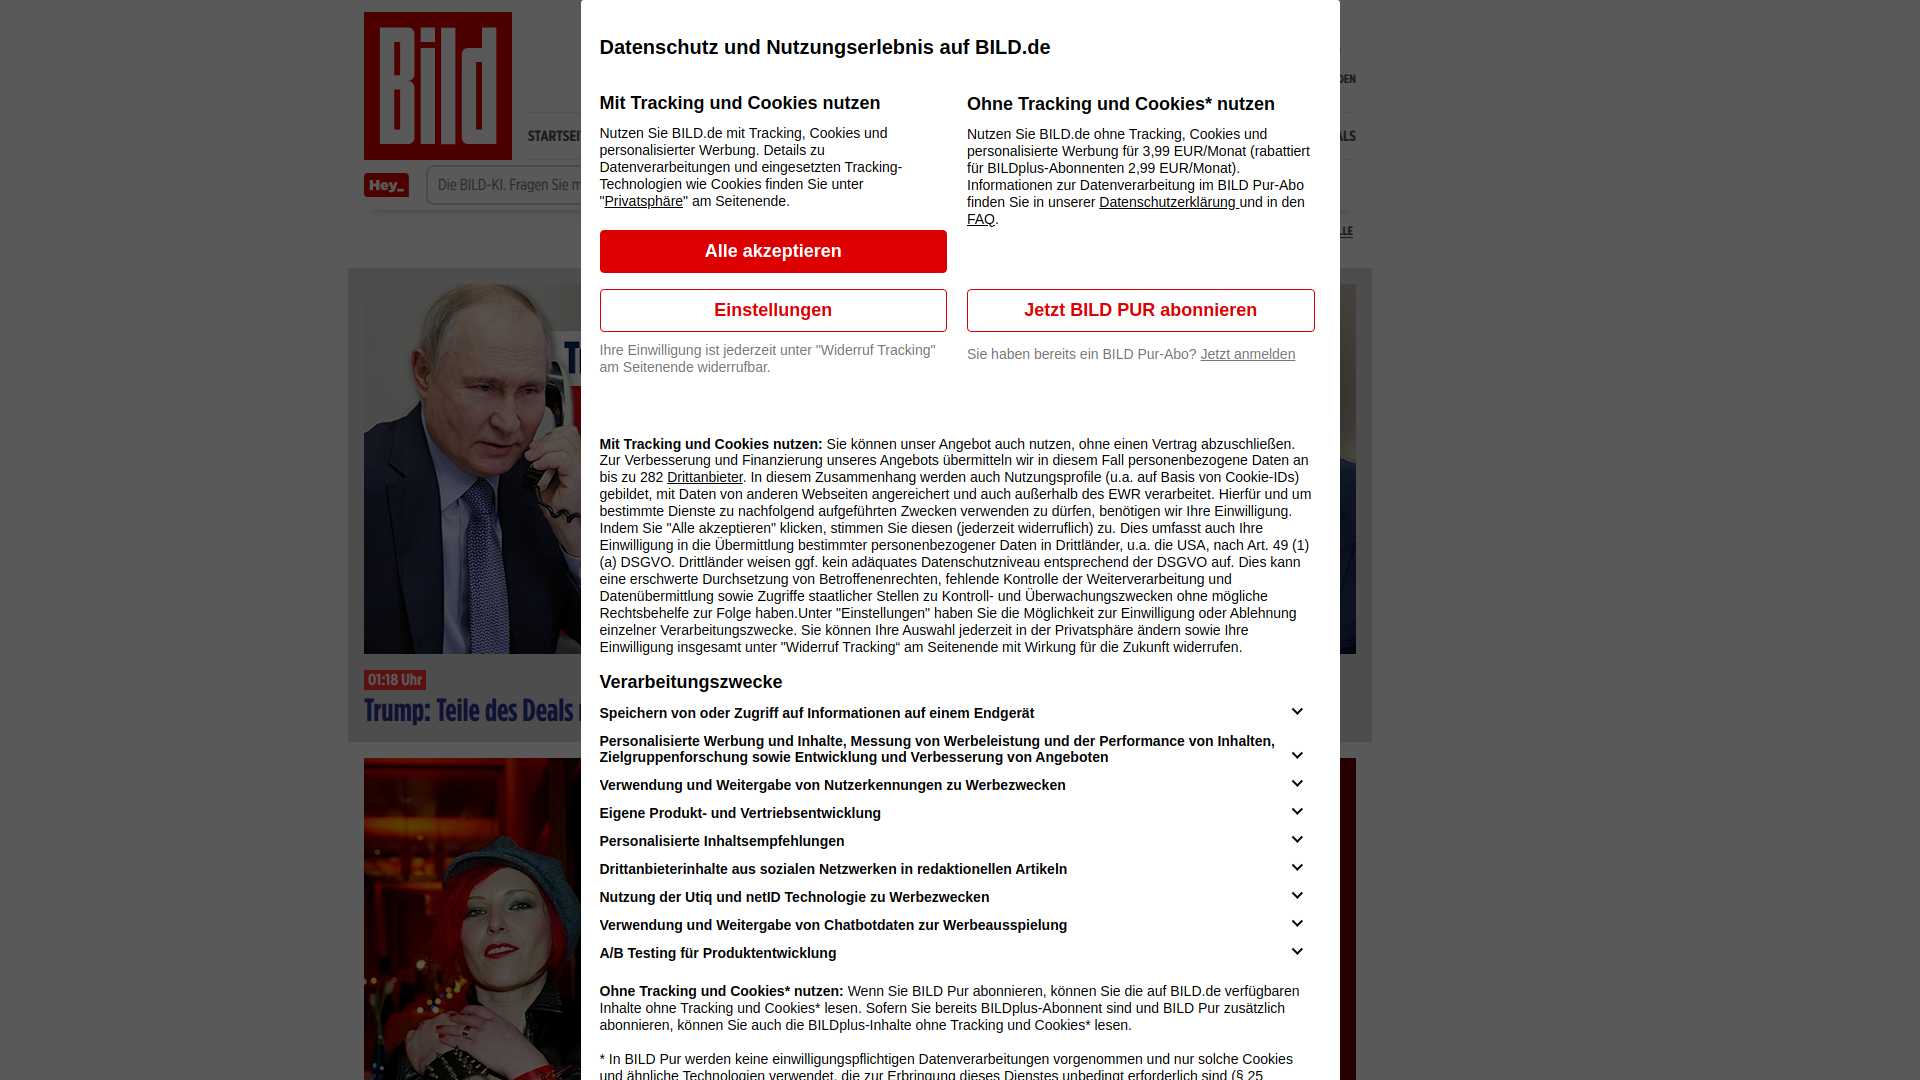 Bild
Datenschutz und Nutzungserlebnis auf BILD.de
Mit Tracking und Cookies nutzen
Nutzen Sie BILD.de mit Tracking, Cookies und
personalisierter Werbung. Details zu
Datenverarbeitungen und eingesetzten Tracking-
Technologien wie Cookies finden Sie unter
"Privatsphäre" am Seitenende.
Alle akzeptieren
Einstellungen
Ihre Einwilligung ist jederzeit unter "Widerruf Tracking"
am Seitenende widerrufbar.
Ohne Tracking und Cookies* nutzen
Nutzen Sie BILD.de ohne Tracking, Cookies und
personalisierte Werbung für 3,99 EUR/Monat (rabattiert
für BILDplus-Abonnenten 2,99 EUR/Monat).
Informationen zur Datenverarbeitung im BILD Pur-Abo
finden Sie in unserer Datenschutzerklärung und in den
FAQ.
Jetzt BILD PUR abonnieren
Sie haben bereits ein BILD Pur-Abo? Jetzt anmelden
Hey_
Die BILD-KI. Fragen Sie
01:18 Uhr
Trump: Teile des Deals
Mit Tracking und Cookies nutzen: Sie können unser Angebot auch nutzen, ohne einen Vertrag abzuschließen.
Zur Verbesserung und Finanzierung unseres Angebots übermitteln wir in diesem Fall personenbezogene Daten an
bis zu 282 Drittanbieter. In diesem Zusammenhang werden auch Nutzungsprofile (u.a. auf Basis von Cookie-IDs)
gebildet, mit Daten von anderen Webseiten angereichert und auch außerhalb des EWR verarbeitet. Hierfür und um
bestimmte Dienste zu nachfolgend aufgeführten Zwecken verwenden zu dürfen, benötigen wir Ihre Einwilligung.
Indem Sie "Alle akzeptieren" klicken, stimmen Sie diesen (jederzeit widerruflich) zu. Dies umfasst auch Ihre
Einwilligung in die Übermittlung bestimmter personenbezogener Daten in Drittländer, u.a. die USA, nach Art. 49 (1)
(a) DSGVO. Drittländer weisen ggf. kein adäquates Datenschutzniveau entsprechend der DSGVO auf. Dies kann
eine erschwerte Durchsetzung von Betroffenenrechten, fehlende Kontrolle der Weiterverarbeitung und
Datenübermittlung sowie Zugriffe staatlicher Stellen zu Kontroll- und Überwachungszwecken ohne mögliche
Rechtsbehelfe zur Folge haben.Unter "Einstellungen" haben Sie die Möglichkeit zur Einwilligung oder Ablehnung
einzelner Verarbeitungszwecke. Sie können Ihre Auswahl jederzeit in der Privatsphäre ändern sowie Ihre
Einwilligung insgesamt unter "Widerruf Tracking“ am Seitenende mit Wirkung für die Zukunft widerrufen.
Verarbeitungszwecke
Speichern von oder Zugriff auf Informationen auf einem Endgerät
Personalisierte Werbung und Inhalte, Messung von Werbeleistung und der Performance von Inhalten,
Zielgruppenforschung sowie Entwicklung und Verbesserung von Angeboten
Verwendung und Weitergabe von Nutzerkennungen zu Werbezwecken
Eigene Produkt- und Vertriebsentwicklung
Personalisierte Inhaltsempfehlungen
Drittanbieterinhalte aus sozialen Netzwerken in redaktionellen Artikeln
Nutzung der Utiq und netID Technologie zu Werbezwecken
Verwendung und Weitergabe von Chatbotdaten zur Werbeausspielung
A/B Testing für Produktentwicklung
Ohne Tracking und Cookies* nutzen: Wenn Sie BILD Pur abonnieren, können Sie die auf BILD.de verfügbaren
Inhalte ohne Tracking und Cookies* lesen. Sofern Sie bereits BILDplus-Abonnent sind und BILD Pur zusätzlich
abonnieren, können Sie auch die BILDplus-Inhalte ohne Tracking und Cookies* lesen.
* In BILD Pur werden keine einwilligungspflichtigen Datenverarbeitungen vorgenommen und nur solche Cookies
und ähnliche Technologien verwendet, die zur Erbringung dieses Dienstes unbedingt erforderlich sind (§ 25